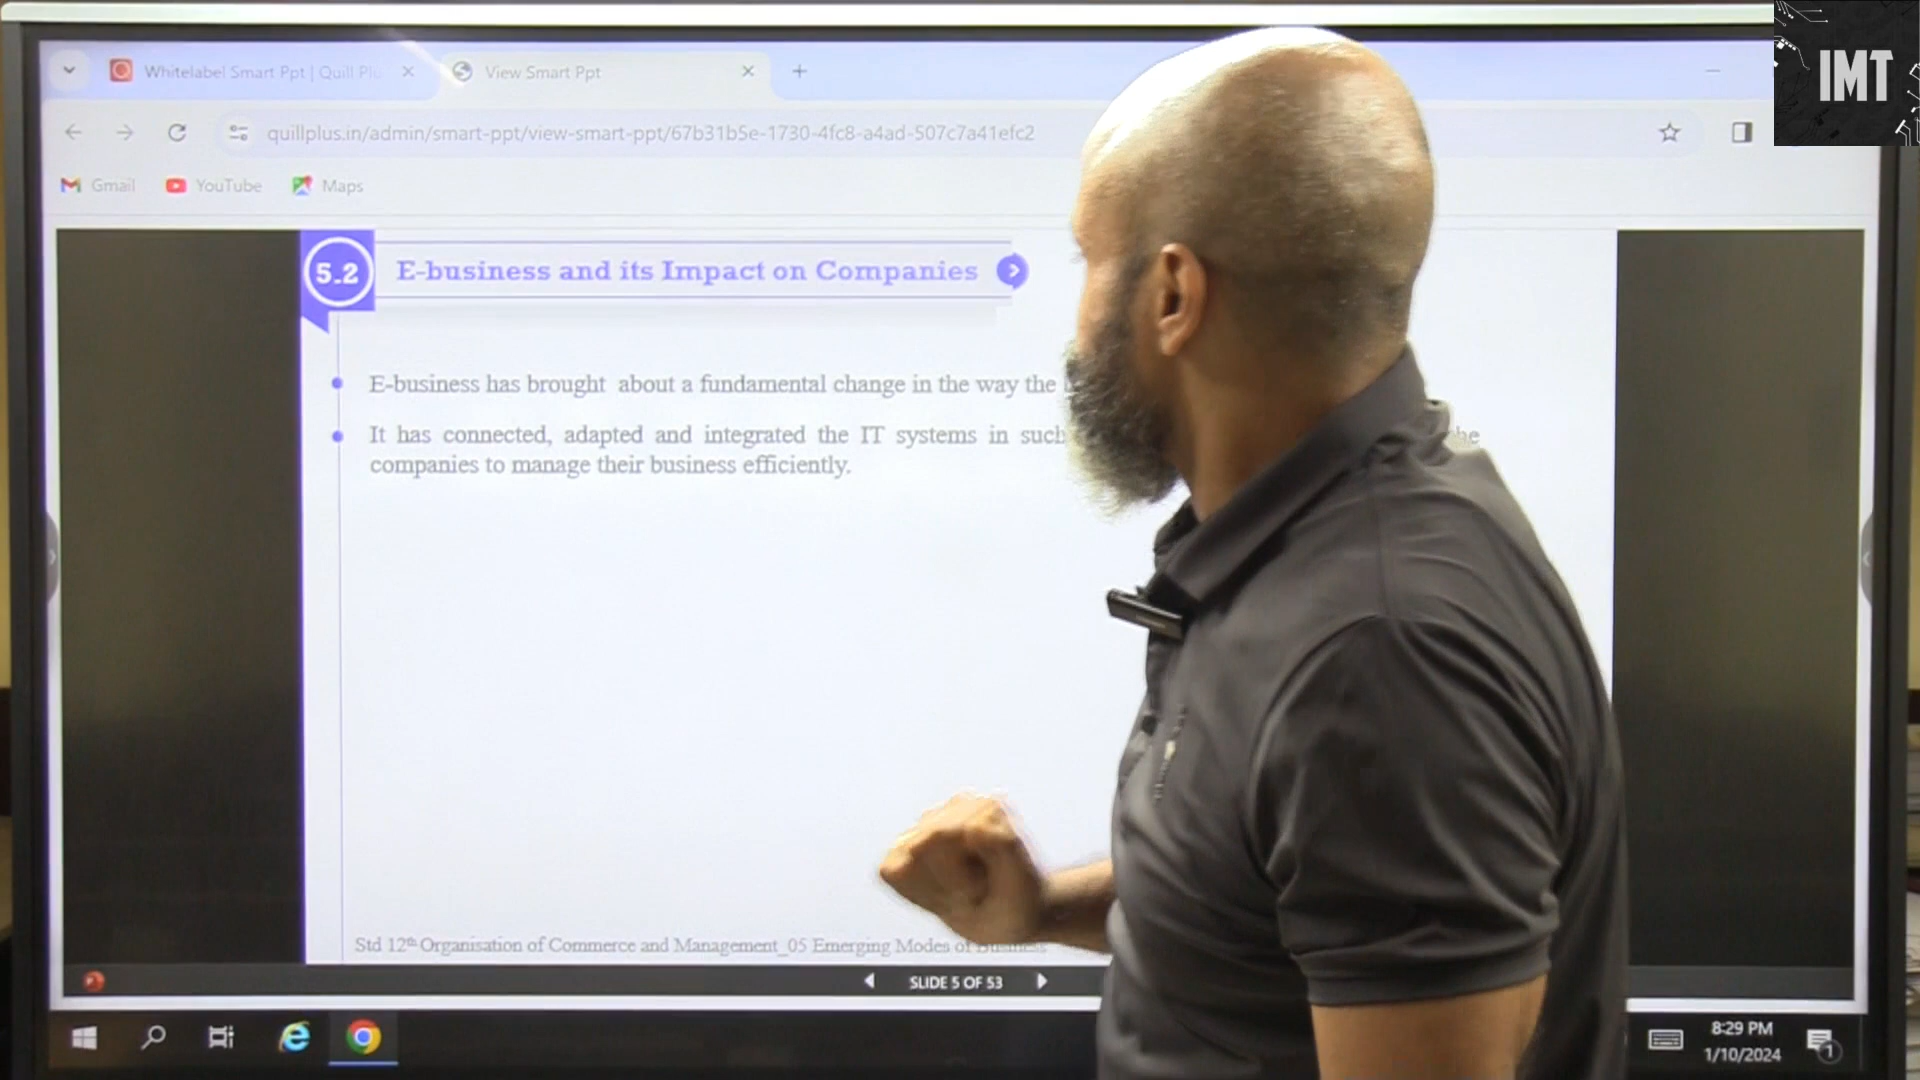 IMT
Whitelabel Smart Ppt | Quill Plu
View Smart Ppt
quillplus.in/admin/smart-ppt/view-smart-ppt/67b31b5e-1730-4fc8-a4ad-507c7a41efc2
Gmail YouTube Maps
5.2 E-business and its Impact on Companies
E-business has brought about a fundamental change in the way the
It has connected, adapted and integrated the IT systems in such
companies to manage their business efficiently.
Std 12th Organisation of Commerce and Management_05 Emerging Modes of Business
SLIDE 5 OF 53
8:29 PM
1/10/2024
1